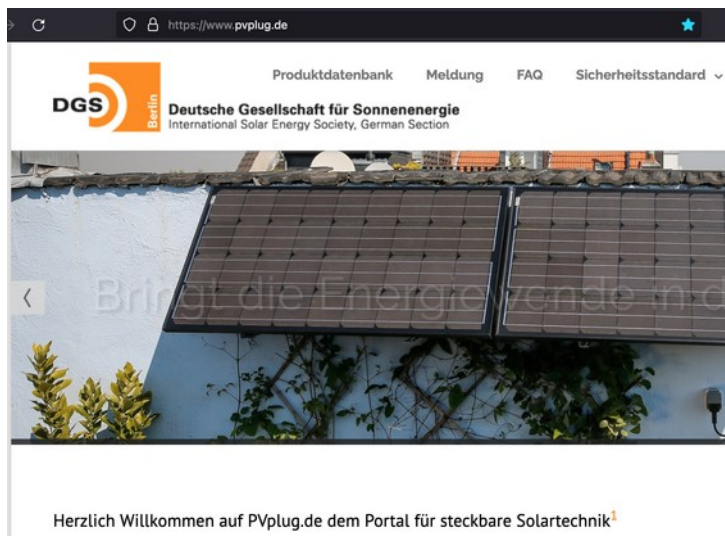 https://www.pvplug.de
Produktdatenbank Meldung FAQ Sicherheitsstandard
DGS
Berlin
Deutsche Gesellschaft für Sonnenenergie
International Solar Energy Society, German Section
Bringt die Energiewende in d
Herzlich Willkommen auf PVplug.de dem Portal für steckbare Solartechnik¹